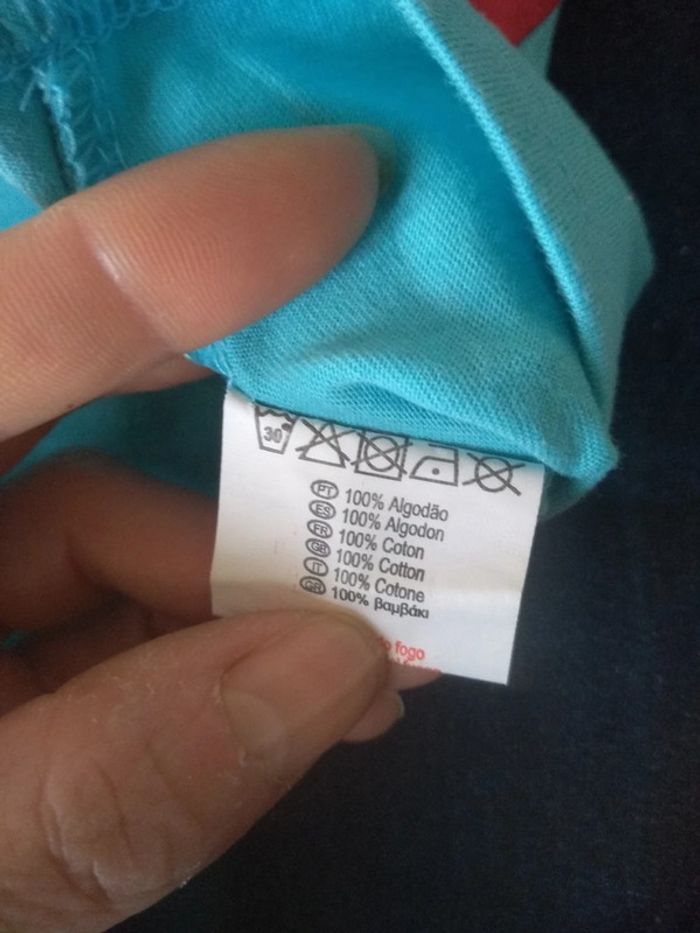 30
PT 100% Algodão
ES 100% Algodon
FR 100% Coton
GB 100% Cotton
IT 100% Cotone
GR 100% βαμβάκι
fogo